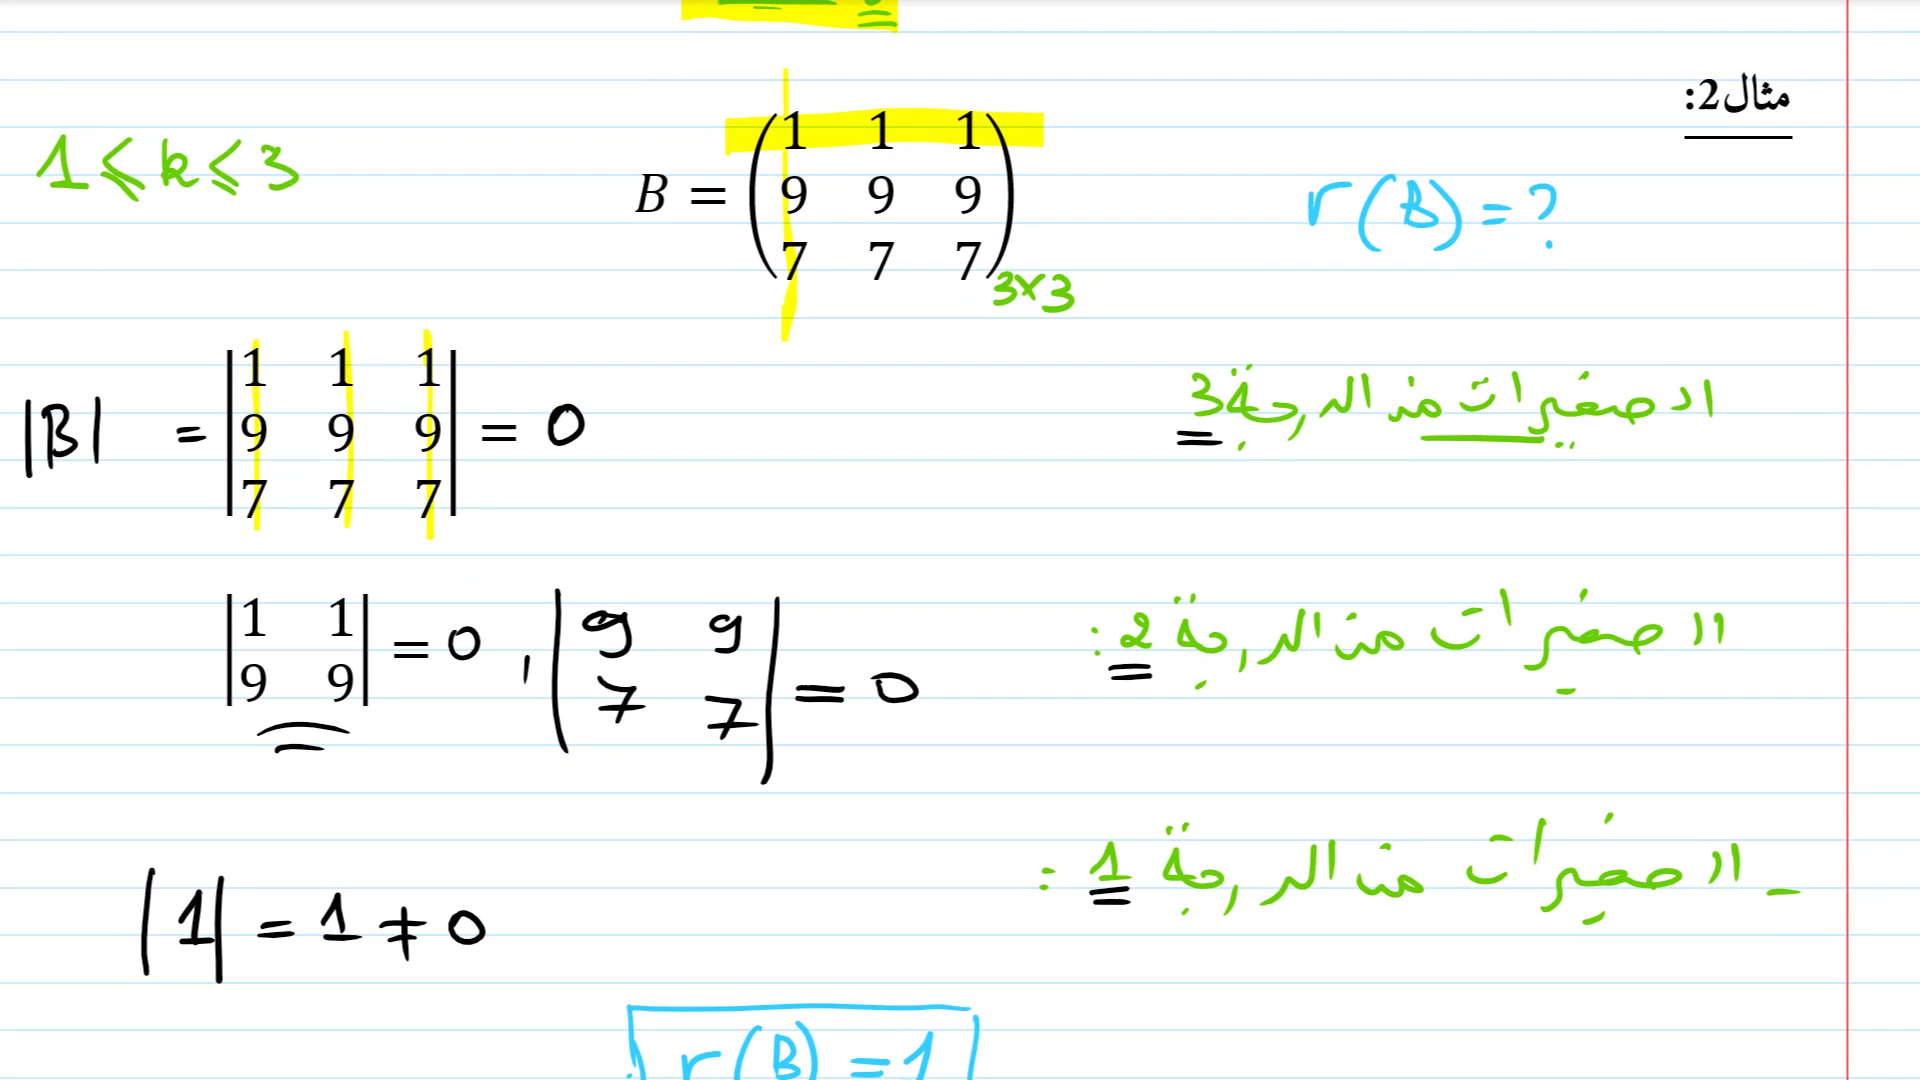 مثال2:
1 ⩽ k ⩽ 3
B = (1 1 1
9 9 9
7 7 7) 3×3
r(B) = ?
الصغيرات من الدرجة 3
|B| = |1 1 1
9 9 9
7 7 7| = 0
الصغيرات من الدرجة 2 :
|1 1
9 9| = 0 , |9 9
7 7| = 0
- الصغيرات من الدرجة 1 :
|1| = 1 ≠ 0
r(B) = 1